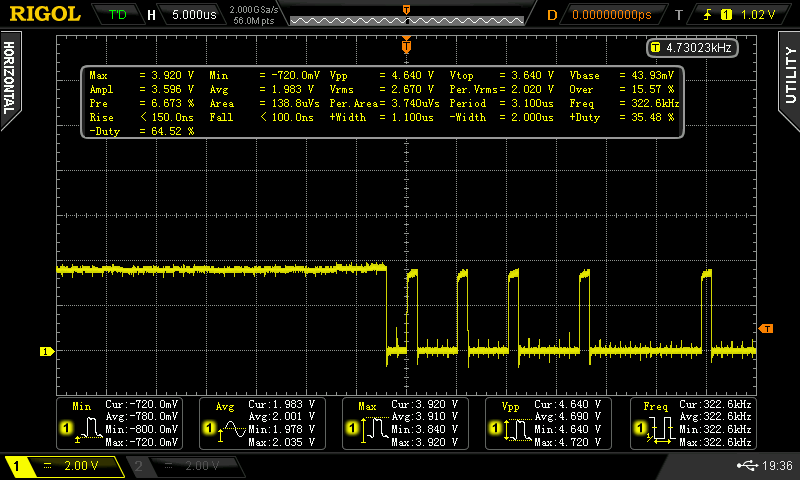 RIGOL T'D H 5.000us 2.000GSa/s 56.0M pts D 0.00000000ps T 1 1.02 V
HORIZONTAL
UTILITY
T 4.73023kHz
Max = 3.920 V Min = -720.0mV Vpp = 4.640 V Vtop = 3.640 V Vbase = 43.93mV
Ampl = 3.596 V Avg = 1.983 V Vrms = 2.670 V Per.Vrms= 2.020 V Over = 15.57 %
Pre = 6.673 % Area = 138.8uVs Per.Area= 3.740uVs Period = 3.100us Freq = 322.6kHz
Rise < 150.0ns Fall < 100.0ns +Width = 1.100us -Width = 2.000us +Duty = 35.48 %
-Duty = 64.52 %
T
1
T
Min Cur:-720.0mV
Avg:-780.0mV
1 Min:-800.0mV
Max:-720.0mV
Avg Cur:1.983 V
Avg:2.001 V
1 Min:1.978 V
Max:2.035 V
Max Cur:3.920 V
Avg:3.910 V
1 Min:3.840 V
Max:3.920 V
Vpp Cur:4.640 V
Avg:4.690 V
1 Min:4.640 V
Max:4.720 V
Freq Cur:322.6kHz
Avg:322.6kHz
1 Min:322.6kHz
Max:322.6kHz
1 2.00 V 2 2.00 V 19:36